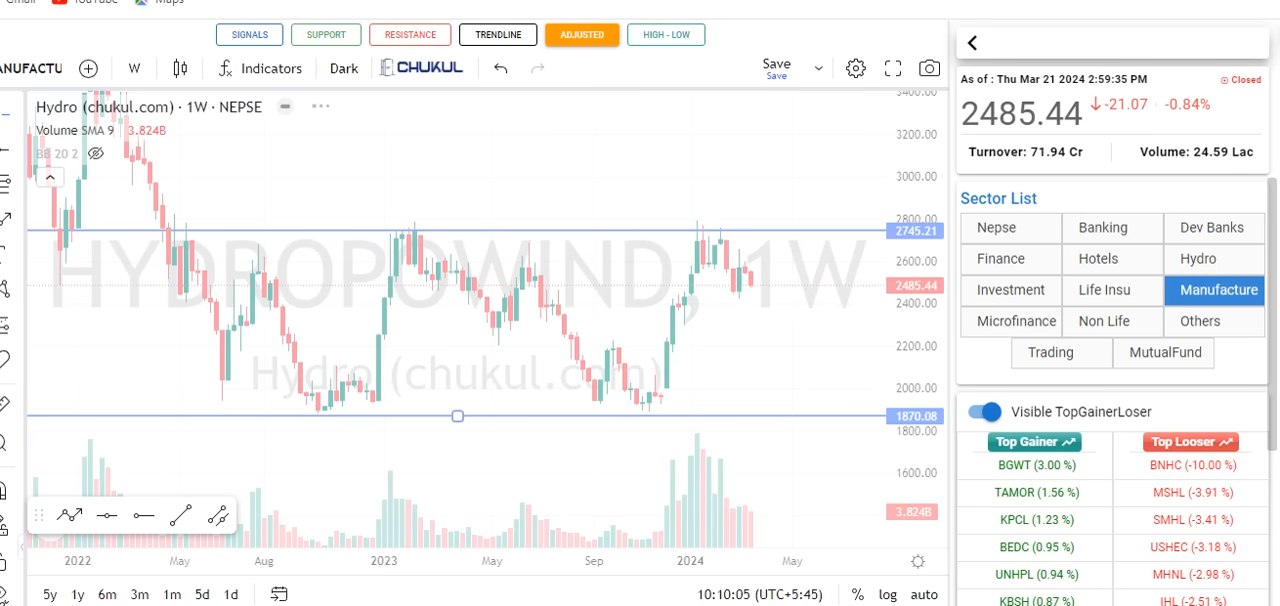 Gmail YouTube Maps
SIGNALS SUPPORT RESISTANCE TRENDLINE ADJUSTED HIGH - LOW
ANUFACTU W Indicators Dark CHUKUL Save
Save
Hydro (chukul.com) · 1W · NEPSE
Volume SMA 9 3.824B
BB 20 2
HYDROPOWIND, 1W
Hydro (chukul.com)
3400.00
3200.00
3000.00
2800.00
2745.21
2600.00
2485.44
2400.00
2200.00
2000.00
1870.08
1800.00
1600.00
3.824B
2022 May Aug 2023 May Sep 2024 May
5y 1y 6m 3m 1m 5d 1d 10:10:05 (UTC+5:45) % log auto
As of : Thu Mar 21 2024 2:59:35 PM Closed
2485.44 -21.07 -0.84%
Turnover: 71.94 Cr Volume: 24.59 Lac
Sector List
Nepse Banking Dev Banks
Finance Hotels Hydro
Investment Life Insu Manufacture
Microfinance Non Life Others
Trading MutualFund
Visible TopGainerLoser
Top Gainer Top Looser
BGWT (3.00 %) BNHC (-10.00 %)
TAMOR (1.56 %) MSHL (-3.91 %)
KPCL (1.23 %) SMHL (-3.41 %)
BEDC (0.95 %) USHEC (-3.18 %)
UNHPL (0.94 %) MHNL (-2.98 %)
KBSH (0.87 %) IHL (-2.51 %)